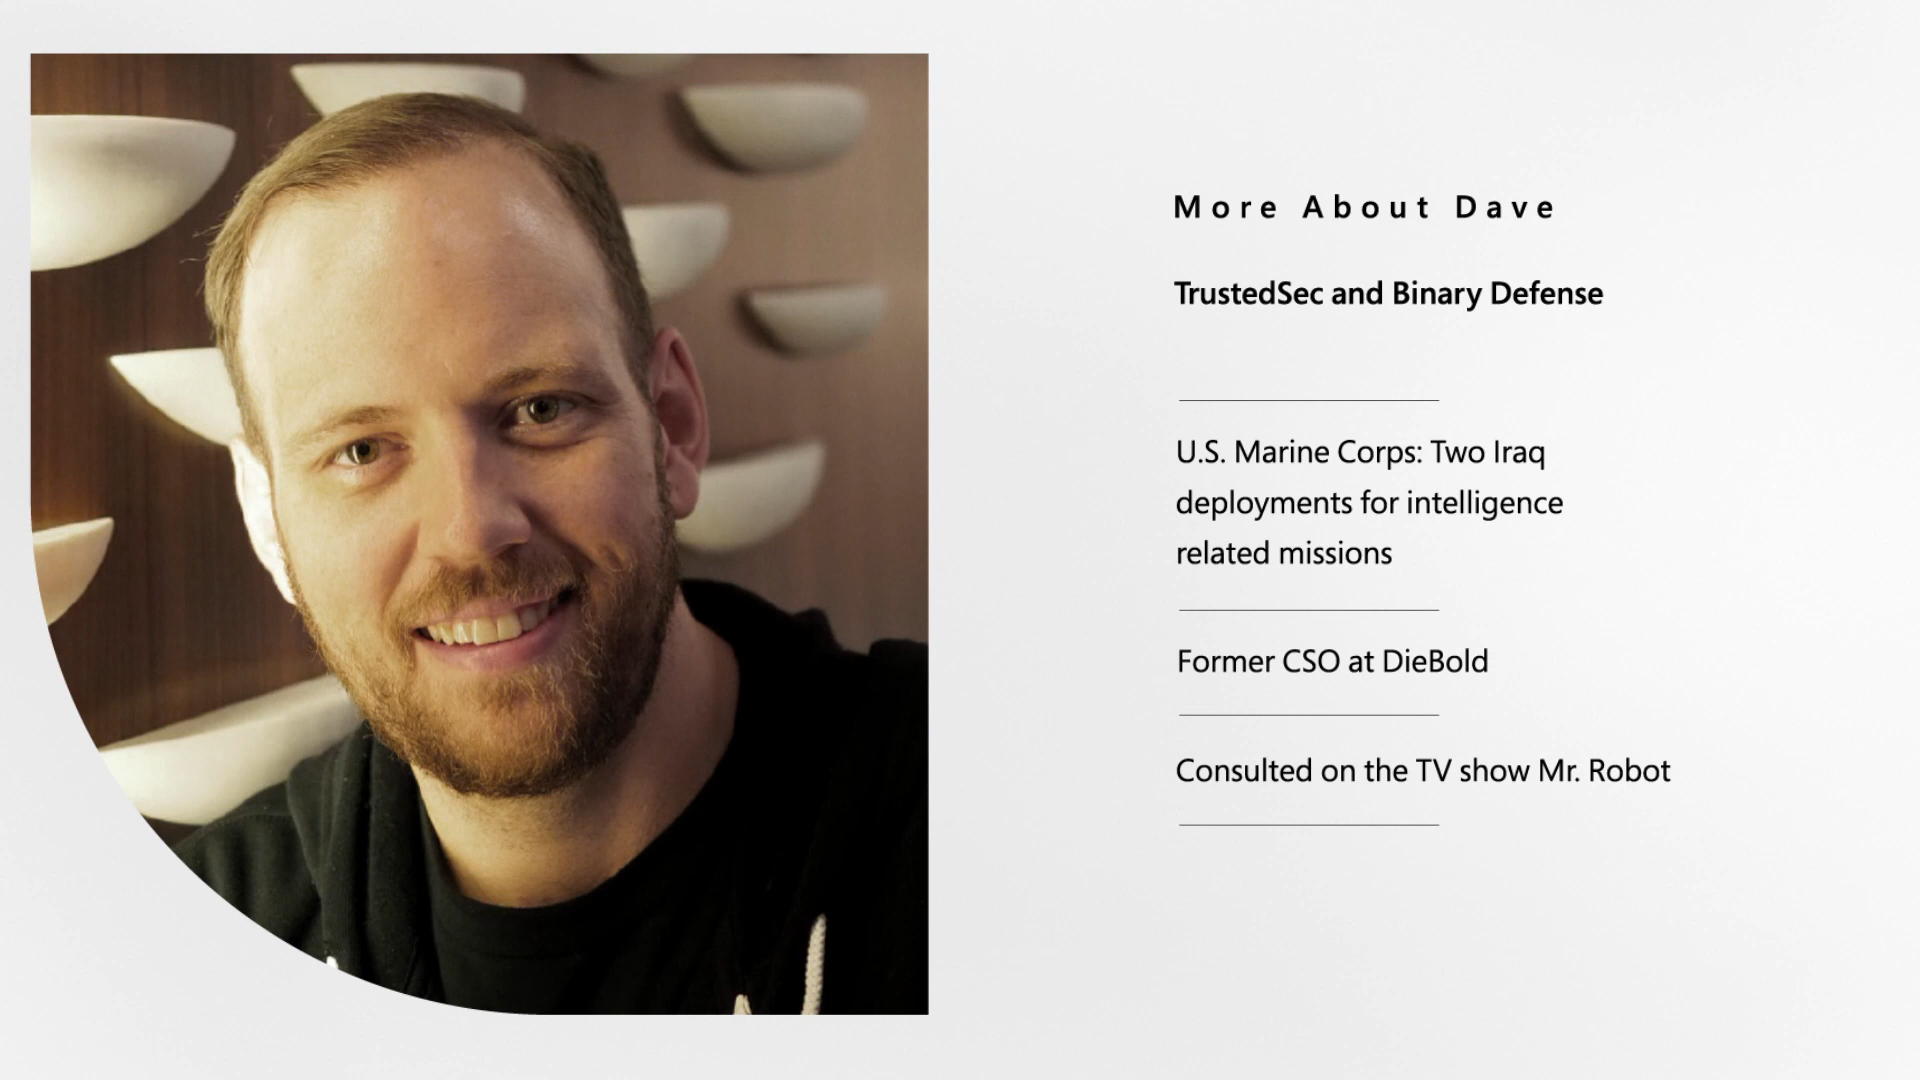 More About Dave
TrustedSec and Binary Defense
U.S. Marine Corps: Two Iraq
deployments for intelligence
related missions
Former CSO at DieBold
Consulted on the TV show Mr. Robot